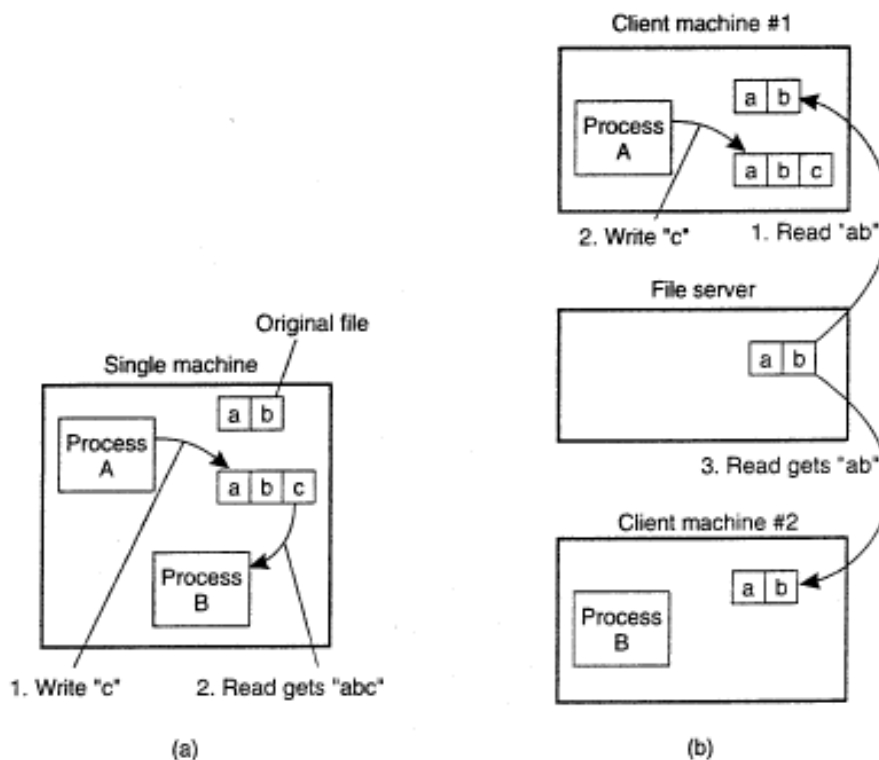 Original file
Single machine
a b
Process
A
a b c
Process
B
1. Write "c"
2. Read gets "abc"
(a)
Client machine #1
a b
Process
A
a b c
2. Write "c"
1. Read "ab"
File server
a b
3. Read gets "ab"
Client machine #2
a b
Process
B
(b)